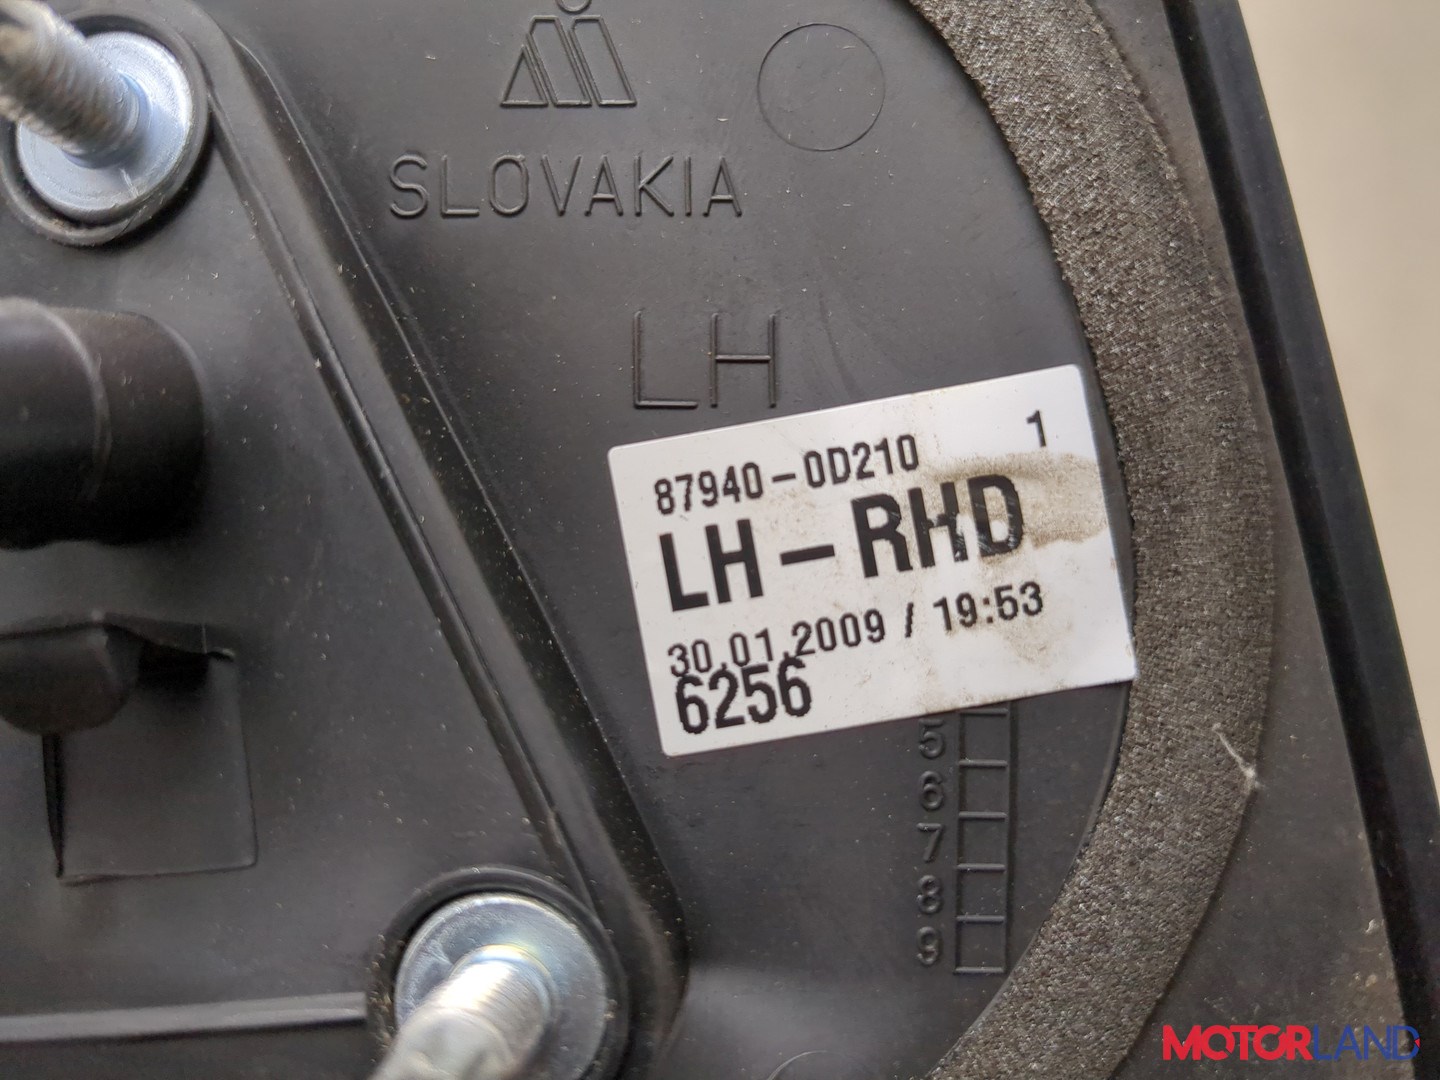 SLOVAKIA
LH
87940-0D210 1
LH-RHD
30.01.2009 / 19:53
6256
5
6
7
8
9
MOTORLAND